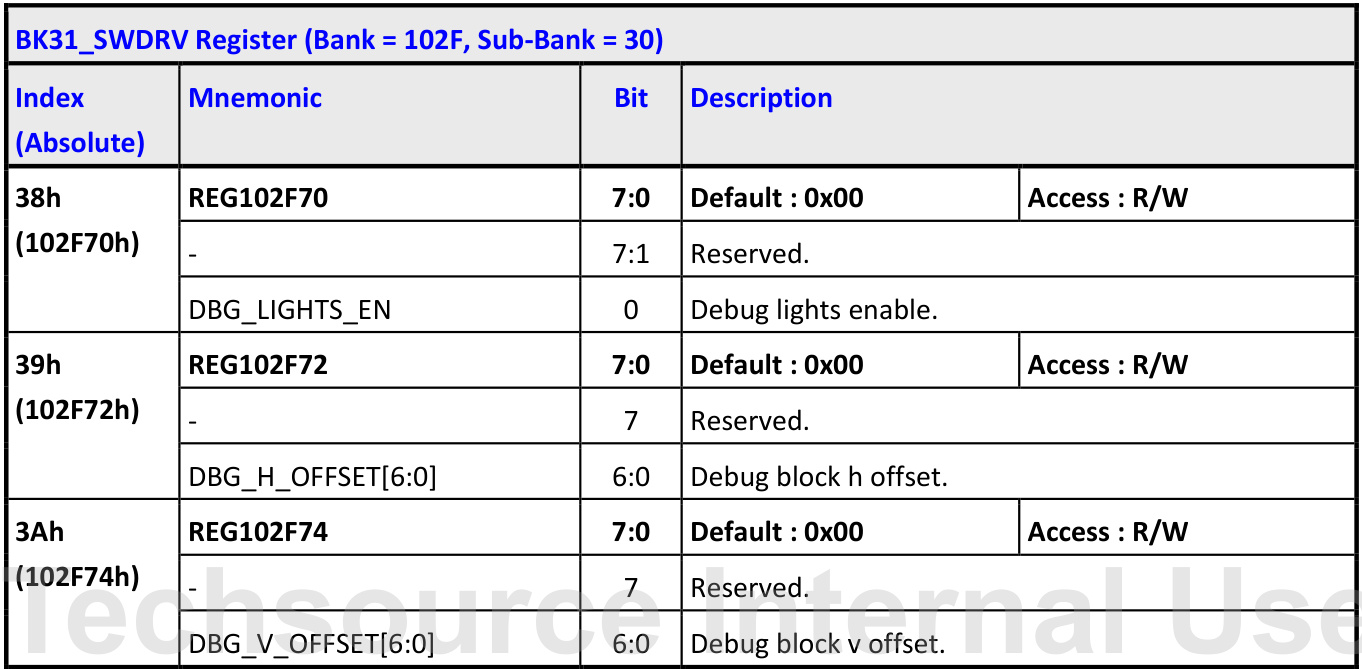 BK31_SWDRV Register (Bank = 102F, Sub-Bank = 30)
Index (Absolute) Mnemonic Bit Description
38h (102F70h) REG102F70 7:0 Default : 0x00 Access : R/W
- 7:1 Reserved.
DBG_LIGHTS_EN 0 Debug lights enable.
39h (102F72h) REG102F72 7:0 Default : 0x00 Access : R/W
- 7 Reserved.
DBG_H_OFFSET[6:0] 6:0 Debug block h offset.
3Ah (102F74h) REG102F74 7:0 Default : 0x00 Access : R/W
- 7 Reserved.
DBG_V_OFFSET[6:0] 6:0 Debug block v offset.
Techsource Internal Use